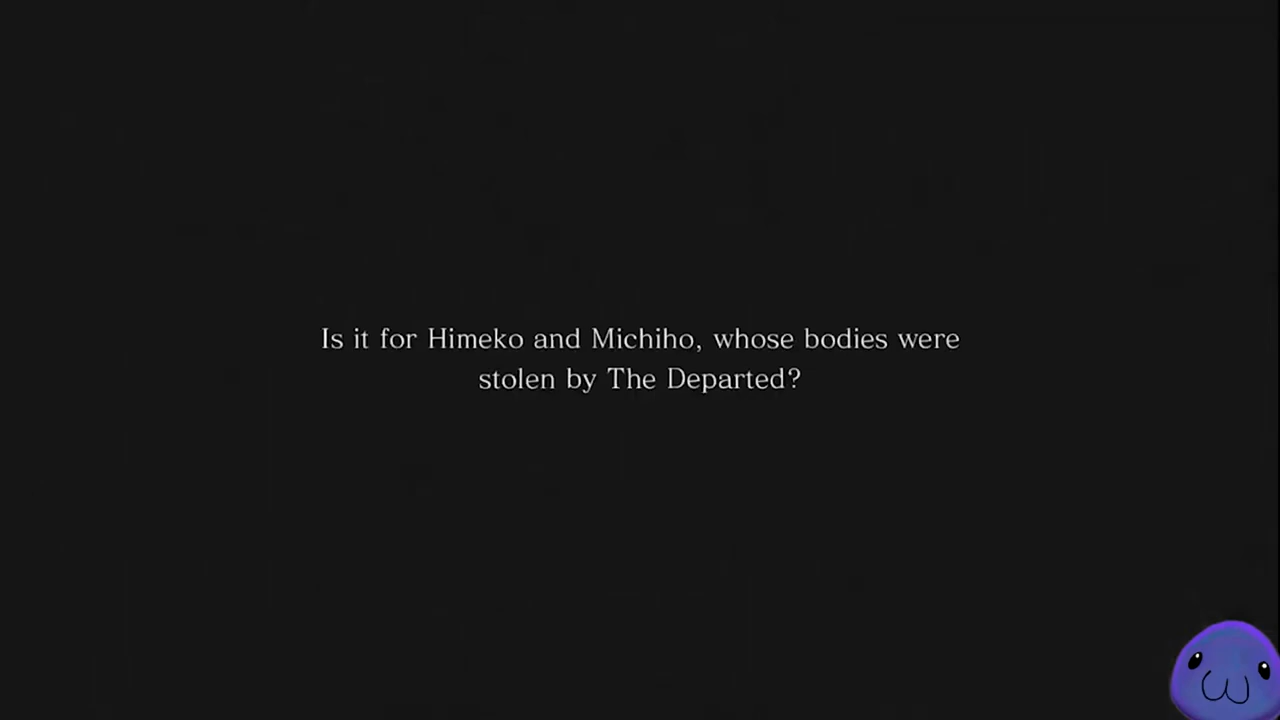 Is it for Himeko and Michiho, whose bodies were
stolen by The Departed?